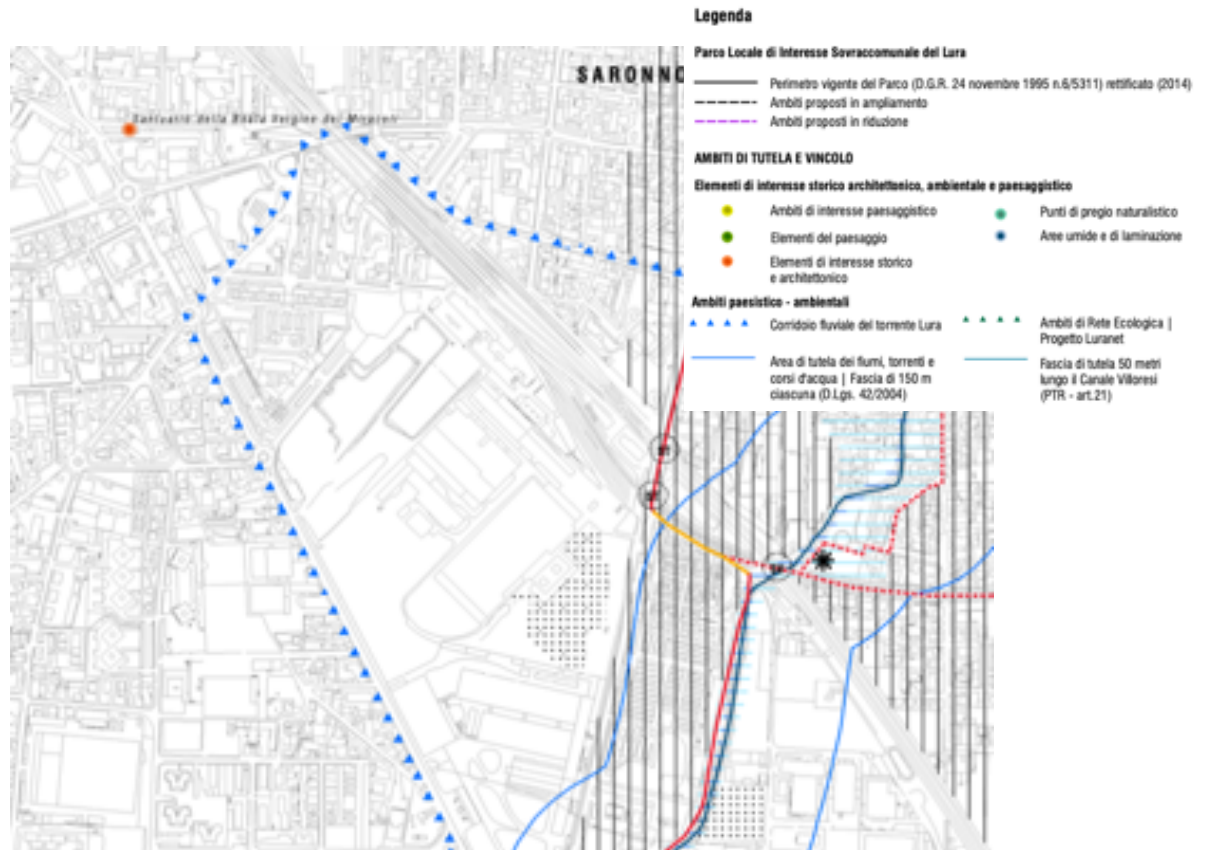 Legenda
Parco Locale di Interesse Sovraccomunale del Lura
Perimetro vigente del Parco (D.G.R. 24 novembre 1995 n.6/5311) rettificato (2014)
Ambiti proposti in ampliamento
Ambiti proposti in riduzione
AMBITI DI TUTELA E VINCOLO
Elementi di interesse storico architettonico, ambientale e paesaggistico
Ambiti di interesse paesaggistico
Elementi del paesaggio
Elementi di interesse storico
e architettonico
Punti di pregio naturalistico
Aree umide e di laminazione
Ambiti paesistico - ambientali
Corridoio fluviale del torrente Lura
Area di tutela dei fiumi, torrenti e
corsi d'acqua | Fascia di 150 m
ciascuna (D.Lgs. 42/2004)
Ambiti di Rete Ecologica |
Progetto Luranet
Fascia di tutela 50 metri
lungo il Canale Villoresi
(PTR - art.21)
SARONNO
Santuario della Beata Vergine dei Miracoli